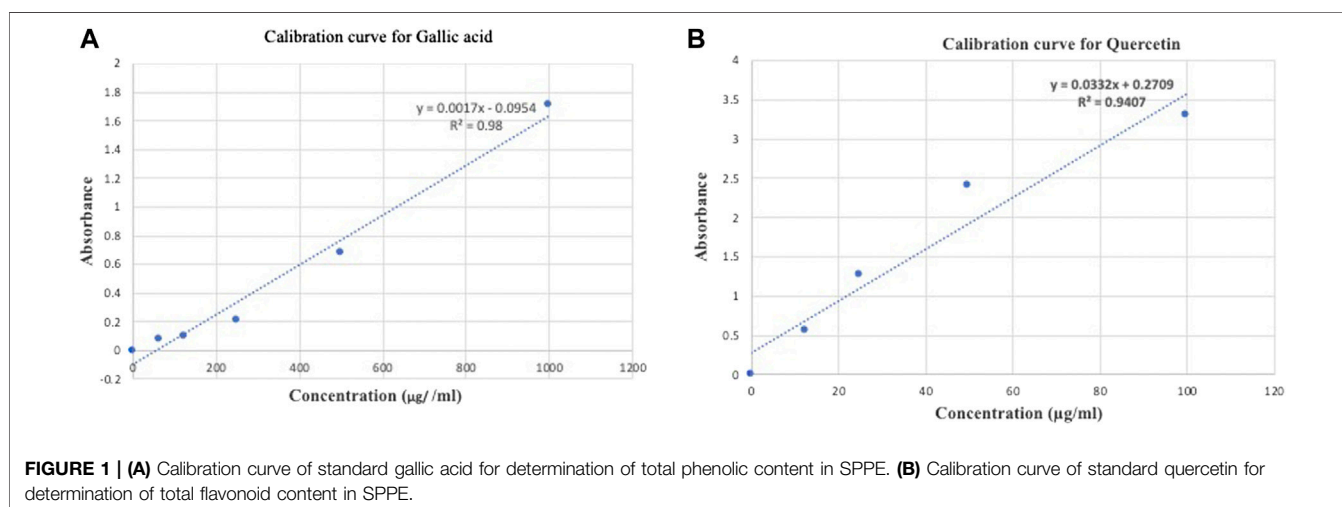 A
Calibration curve for Gallic acid
2
1.8
1.6
1.4
1.2
1
0.8
0.6
0.4
0.2
0
-0.2
Absorbance
y = 0.0017x - 0.0954
R² = 0.98
0 200 400 600 800 1000 1200
Concentration (µg/ /ml)
B
Calibration curve for Quercetin
4
3.5
3
2.5
2
1.5
1
0.5
0
Absorbance
y = 0.0332x + 0.2709
R² = 0.9407
0 20 40 60 80 100 120
Concentration (µg/ml)
FIGURE 1 | (A) Calibration curve of standard gallic acid for determination of total phenolic content in SPPE. (B) Calibration curve of standard quercetin for
determination of total flavonoid content in SPPE.